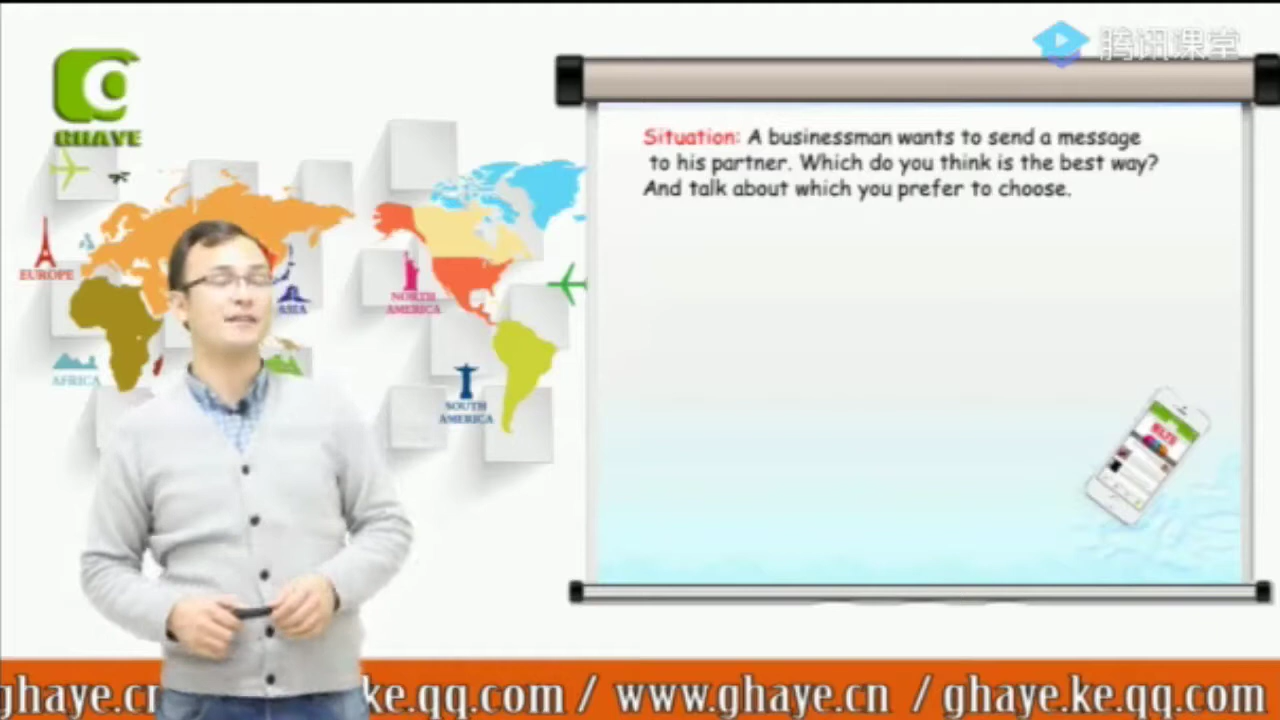 腾讯课堂
GHAYE
Situation: A businessman wants to send a message
to his partner. Which do you think is the best way?
And talk about which you prefer to choose.
EUROPE
ASIA
NORTH
AMERICA
AFRICA
SOUTH
AMERICA
IELTS
ghaye.cn
ke.qq.com / www.ghaye.cn / ghaye.ke.qq.com